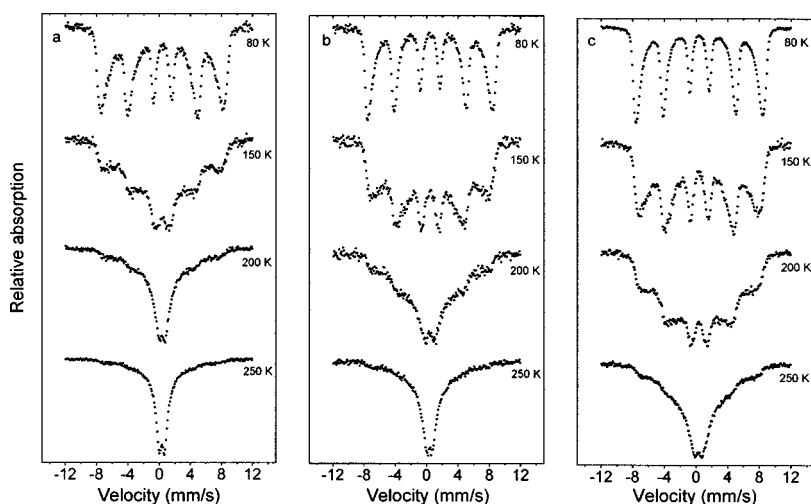 Relative absorption
a
80 K
150 K
200 K
250 K
-12 -8 -4 0 4 8 12
Velocity (mm/s)
b
80 K
150 K
200 K
250 K
-12 -8 -4 0 4 8 12
Velocity (mm/s)
c
80 K
150 K
200 K
250 K
-12 -8 -4 0 4 8 12
Velocity (mm/s)